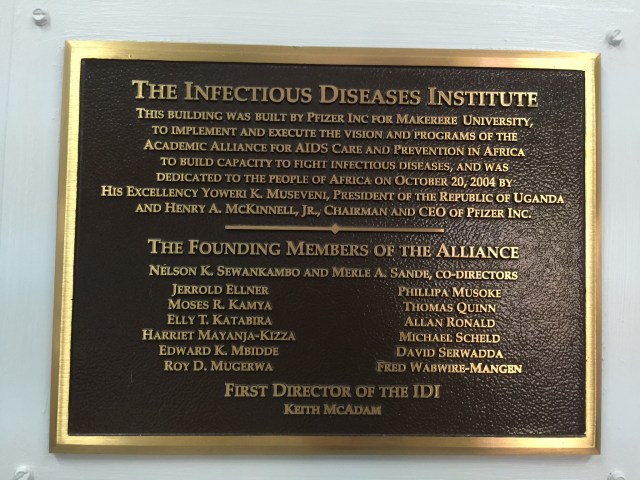 THE INFECTIOUS DISEASES INSTITUTE
THIS BUILDING WAS BUILT BY PFIZER INC FOR MAKERERE UNIVERSITY,
TO IMPLEMENT AND EXECUTE THE VISION AND PROGRAMS OF THE
ACADEMIC ALLIANCE FOR AIDS CARE AND PREVENTION IN AFRICA
TO BUILD CAPACITY TO FIGHT INFECTIOUS DISEASES, AND WAS
DEDICATED TO THE PEOPLE OF AFRICA ON OCTOBER 20, 2004 BY
HIS EXCELLENCY YOWERI K. MUSEVENI, PRESIDENT OF THE REPUBLIC OF UGANDA
AND HENRY A. MCKINNELL, JR., CHAIRMAN AND CEO OF PFIZER INC.
THE FOUNDING MEMBERS OF THE ALLIANCE
NELSON K. SEWANKAMBO AND MERLE A. SANDE, CO-DIRECTORS
JERROLD ELLNER
MOSES R. KAMYA
ELLY T. KATABIRA
HARRIET MAYANJA-KIZZA
EDWARD K. MBIDDE
ROY D. MUGERWA
PHILLIPA MUSOKE
THOMAS QUINN
ALLAN RONALD
MICHAEL SCHELD
DAVID SERWADDA
FRED WABWIRE-MANGEN
FIRST DIRECTOR OF THE IDI
KEITH MCADAM